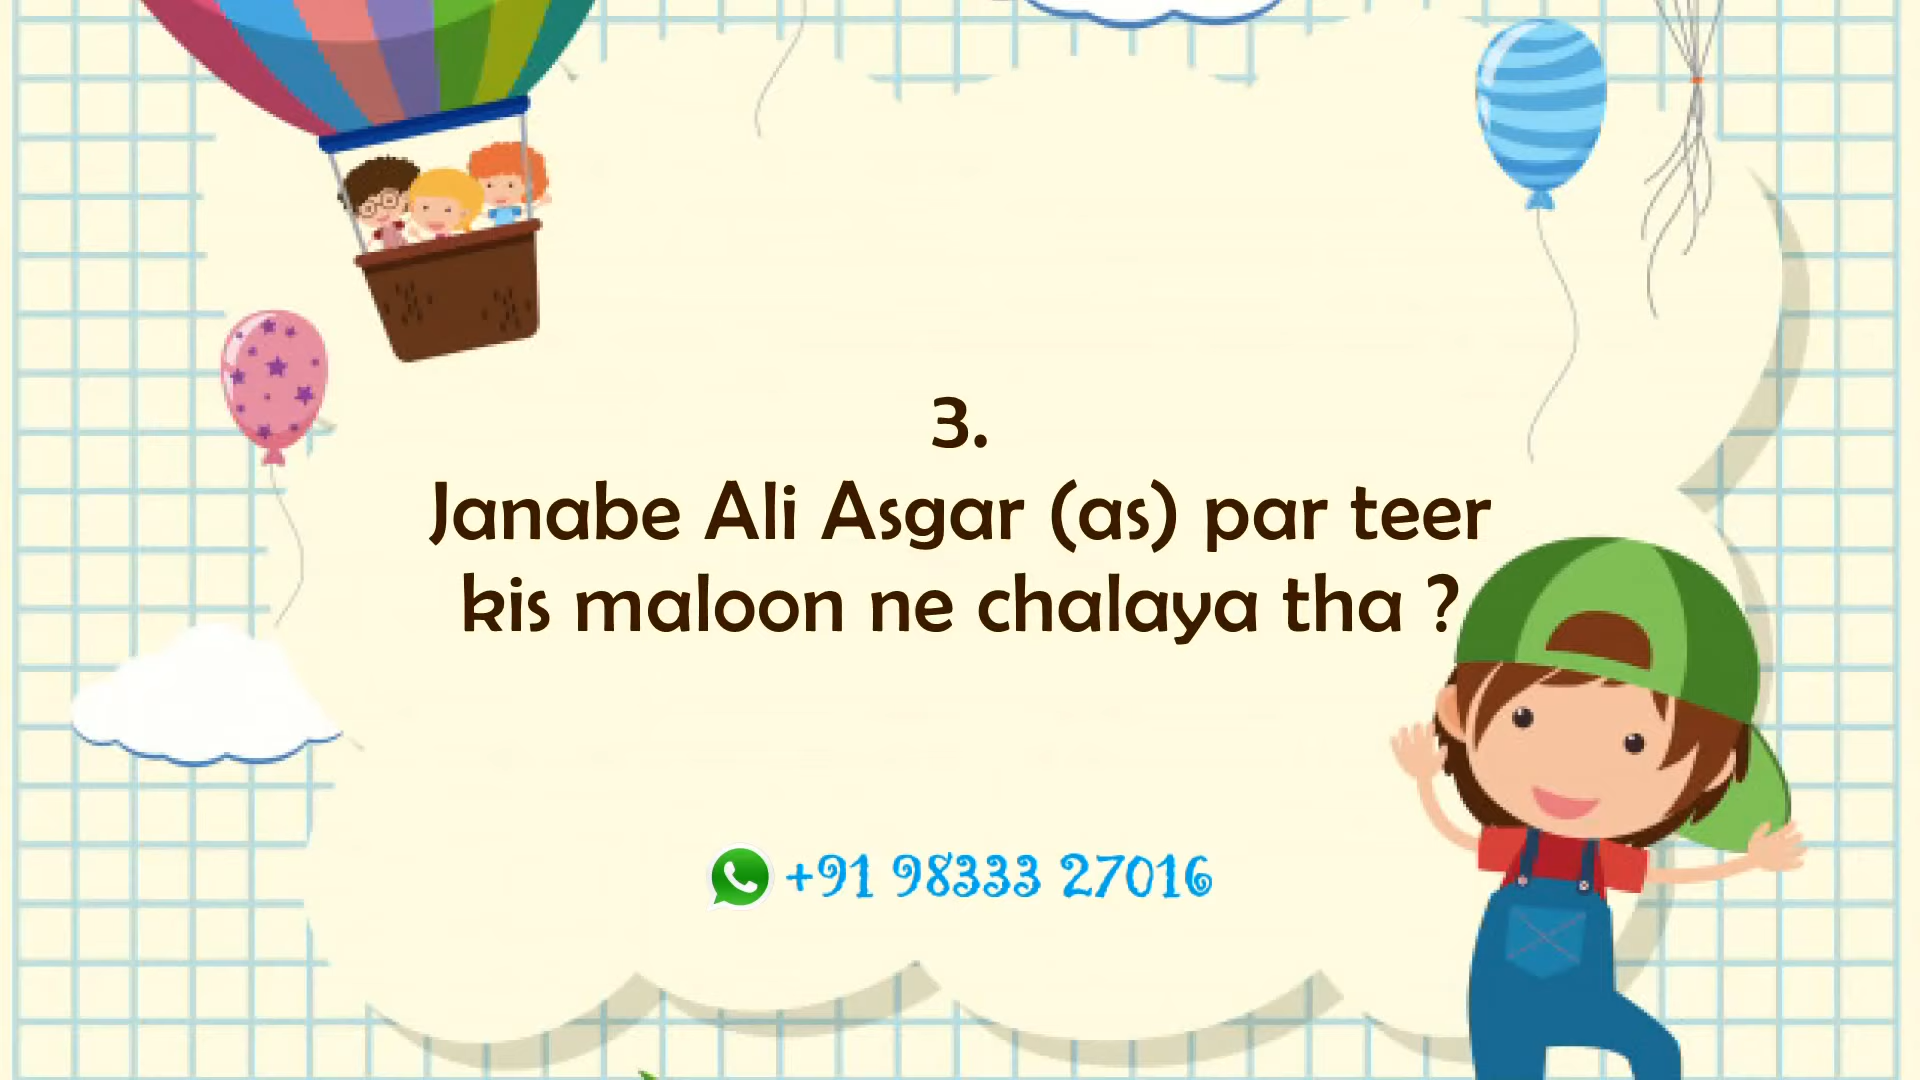 3.
Janabe Ali Asgar (as) par teer
kis maloon ne chalaya tha ?
+91 98333 27016